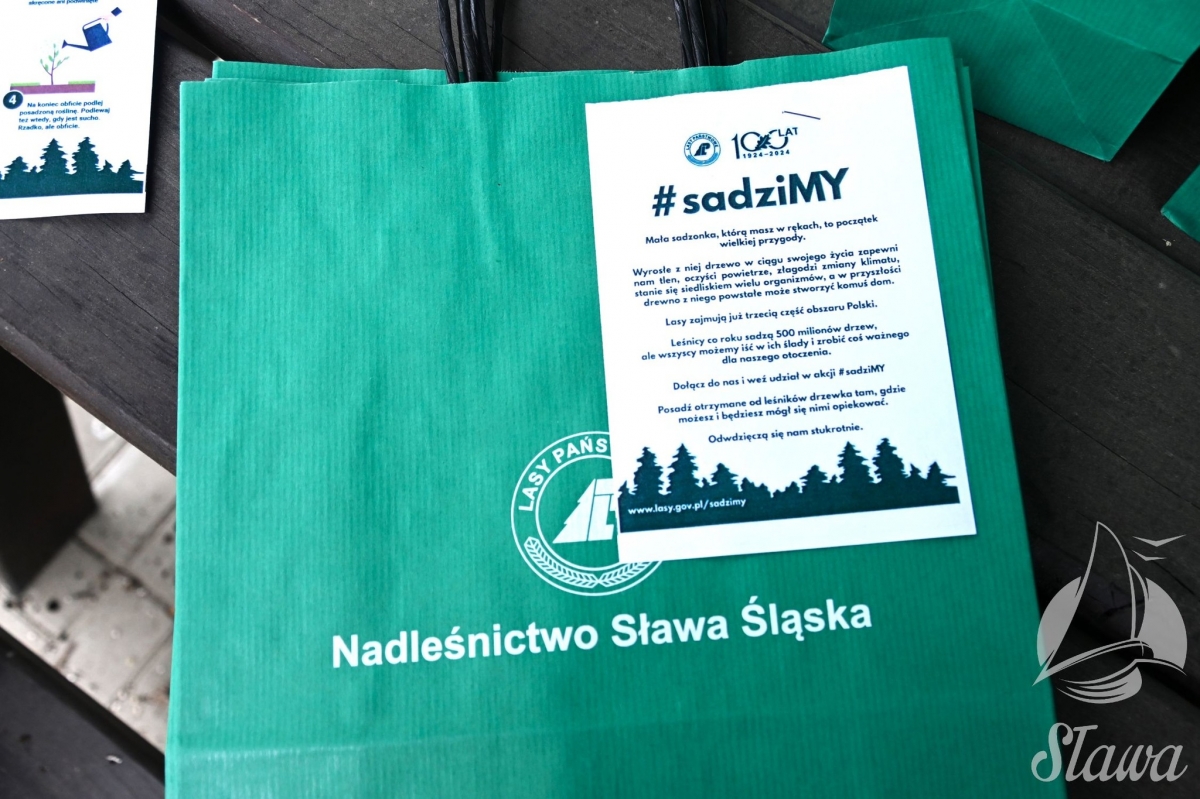 skręcone ani podwinięte
4 Na koniec obficie podlej
posadzoną roślinę. Podlewaj
też wtedy, gdy jest sucho.
Rzadko, ale obficie.
LASY PAŃSTWOWE
100 LAT
1924-2024
#sadziMY
Mała sadzonka, którą masz w rękach, to początek
wielkiej przygody.
Wyrosłe z niej drzewo w ciągu swojego życia zapewni
nam tlen, oczyści powietrze, złagodzi zmiany klimatu,
stanie się siedliskiem wielu organizmów, a w przyszłości
drewno z niego powstałe może stworzyć komuś dom.
Lasy zajmują już trzecią część obszaru Polski.
Leśnicy co roku sadzą 500 milionów drzew,
ale wszyscy możemy iść w ich ślady i zrobić coś ważnego
dla naszego otoczenia.
Dołącz do nas i weź udział w akcji #sadziMY
Posadź otrzymane od leśników drzewka tam, gdzie
możesz i będziesz mógł się nimi opiekować.
Odwdzięczą się nam stukrotnie.
www.lasy.gov.pl/sadzimy
LASY PAŃS
Nadleśnictwo Sława Śląska
Sława